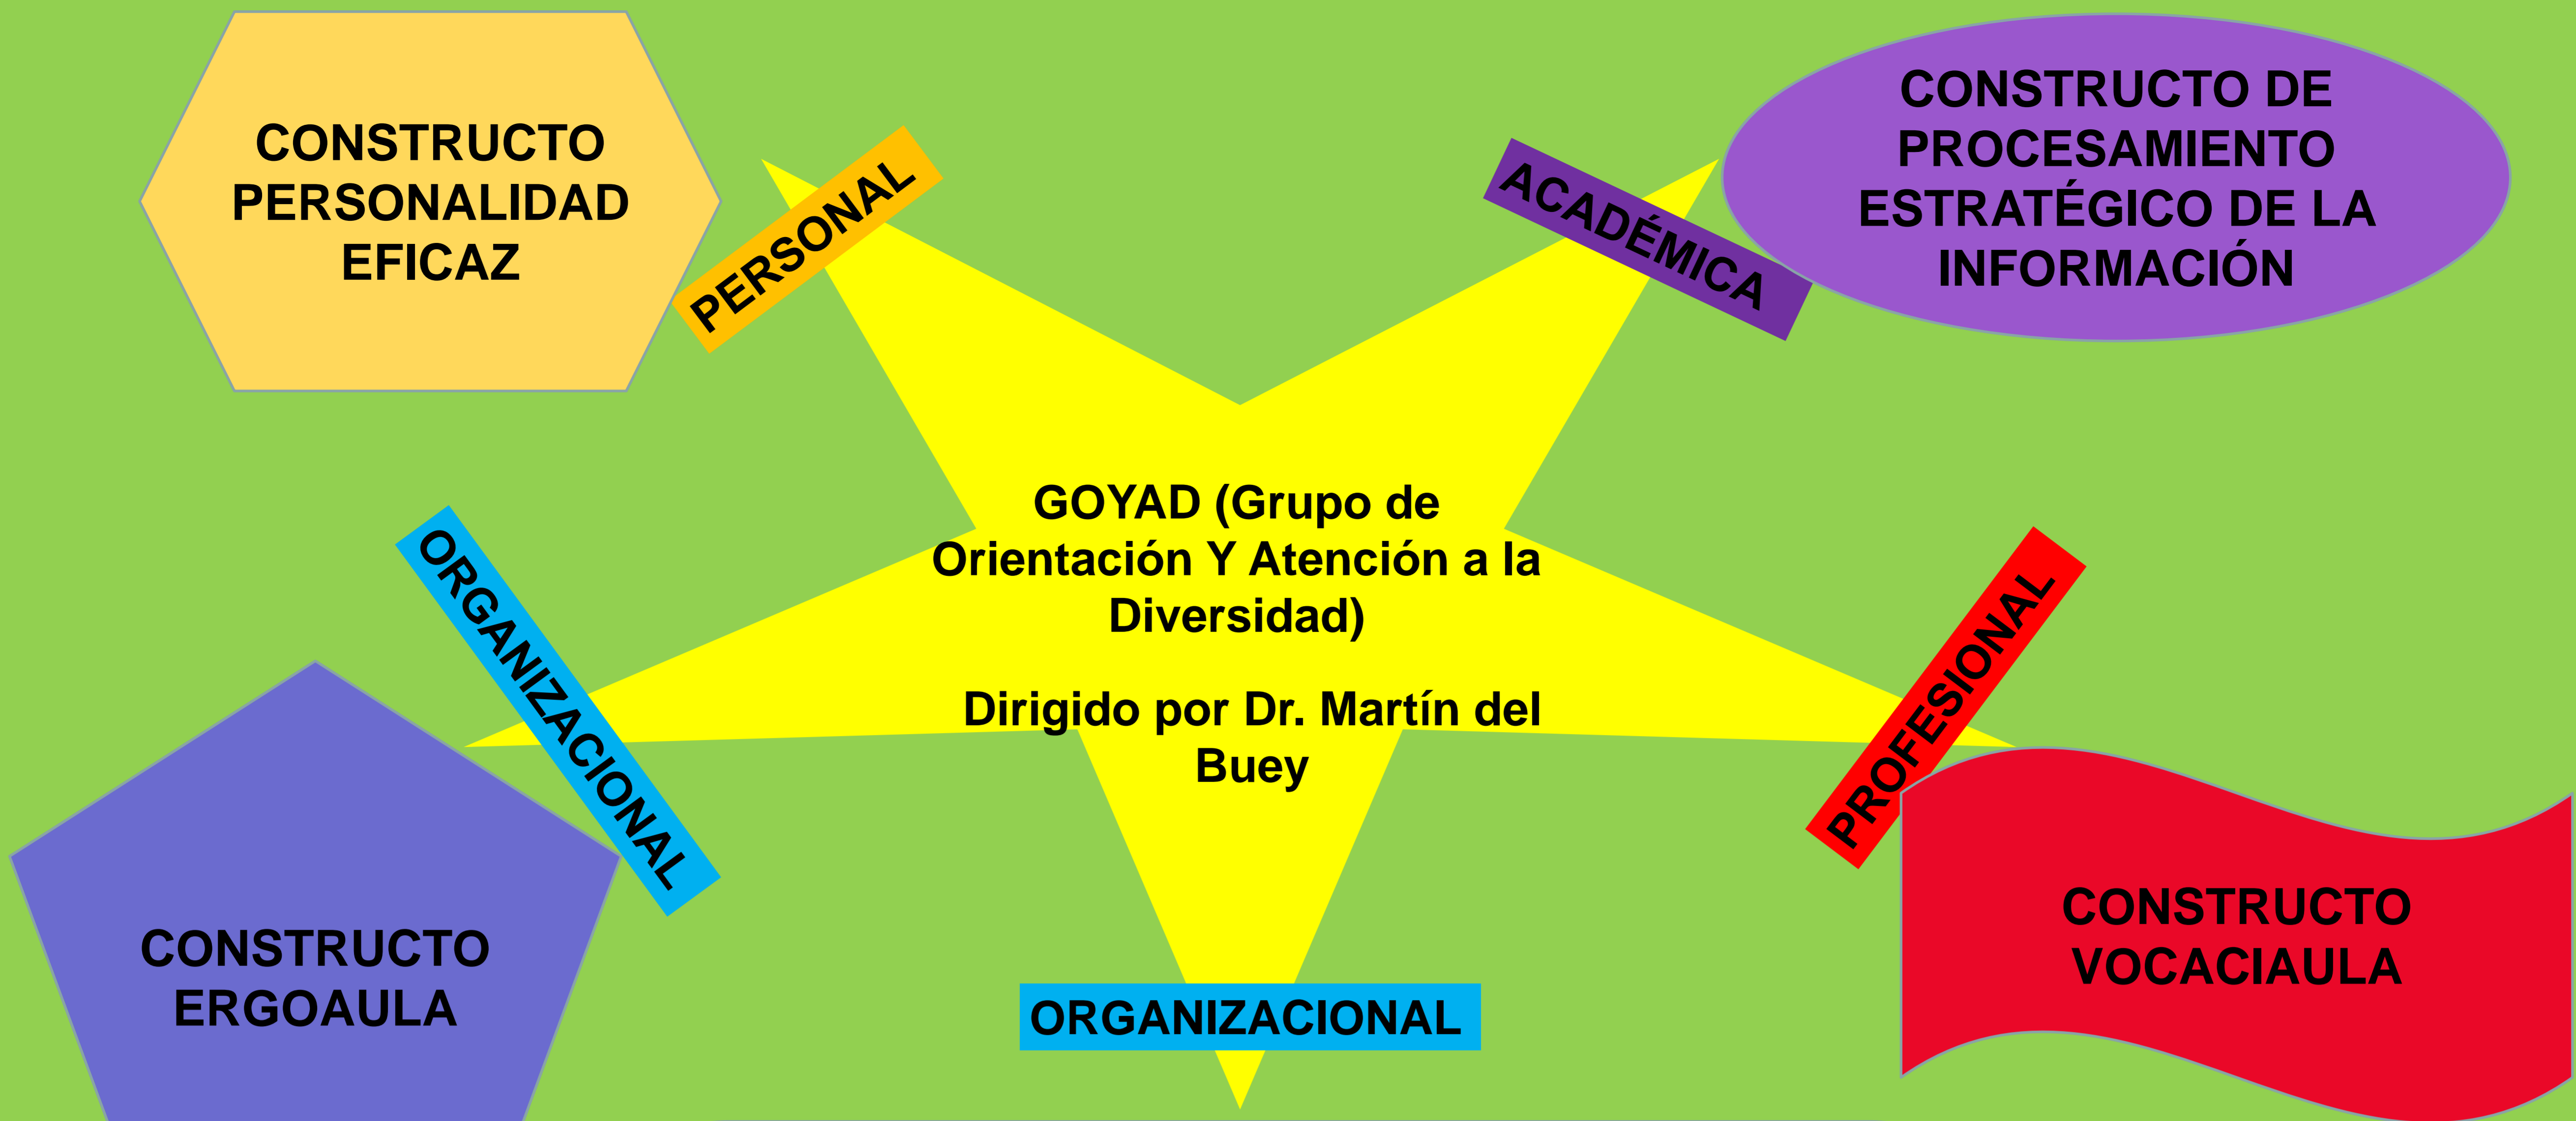 CONSTRUCTO
PERSONALIDAD
EFICAZ
PERSONAL
ACADÉMICA
CONSTRUCTO DE
PROCESAMIENTO
ESTRATÉGICO DE LA
INFORMACIÓN
GOYAD (Grupo de
Orientación Y Atención a la
Diversidad)
Dirigido por Dr. Martín del
Buey
ORGANIZACIONAL
PROFESIONAL
CONSTRUCTO
ERGOAULA
CONSTRUCTO
VOCACIAULA
ORGANIZACIONAL